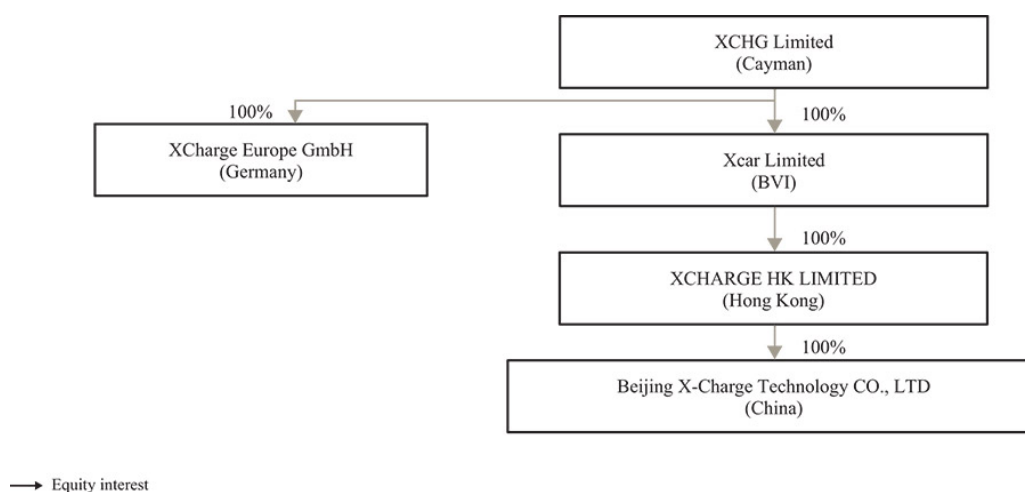 XCHG Limited
(Cayman)
100%
100%
XCharge Europe GmbH
(Germany)
Xcar Limited
(BVI)
100%
XCHARGE HK LIMITED
(Hong Kong)
100%
Beijing X-Charge Technology CO., LTD
(China)
Equity interest